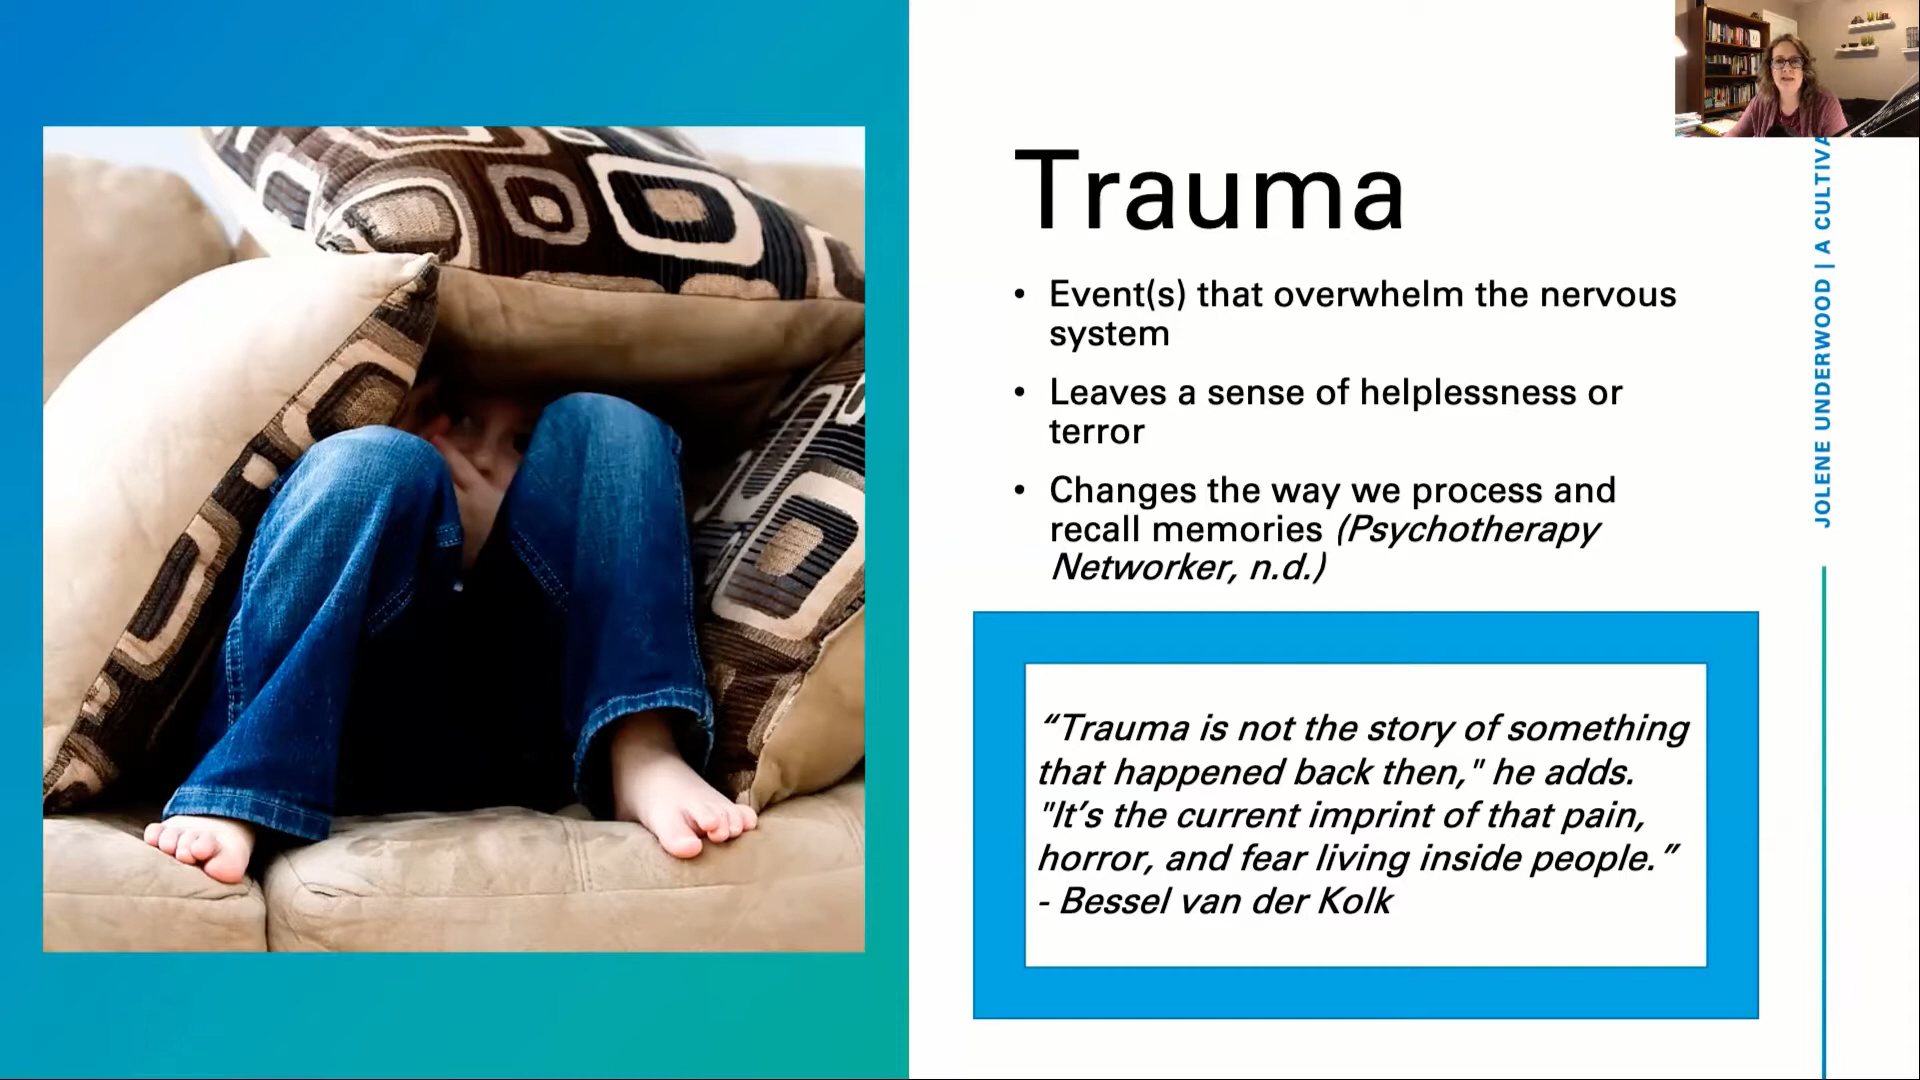 Trauma
• Event(s) that overwhelm the nervous
system
• Leaves a sense of helplessness or
terror
• Changes the way we process and
recall memories (Psychotherapy
Networker, n.d.)
“Trauma is not the story of something
that happened back then," he adds.
"It’s the current imprint of that pain,
horror, and fear living inside people.”
- Bessel van der Kolk
JOLENE UNDERWOOD | A